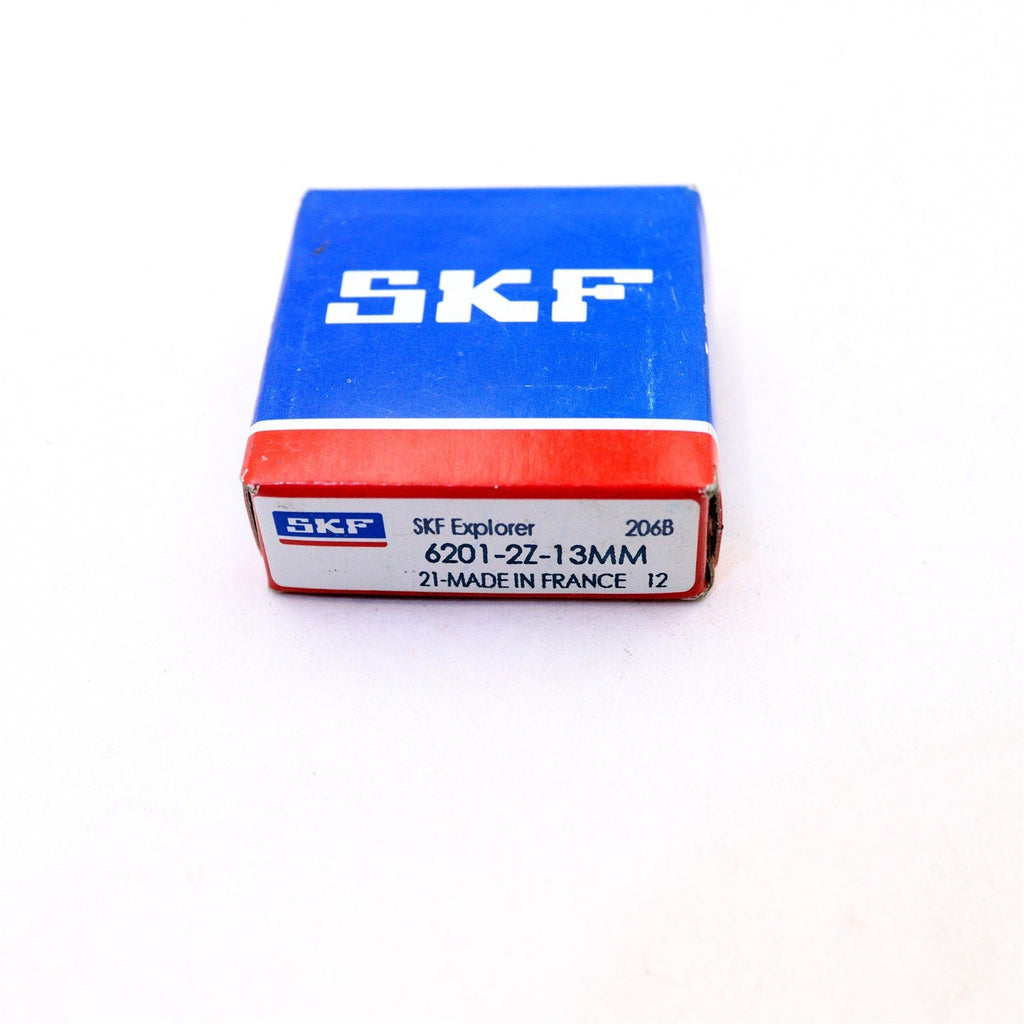 SKF
SKF SKF Explorer 206B
6201-2Z-13MM
21-MADE IN FRANCE 12